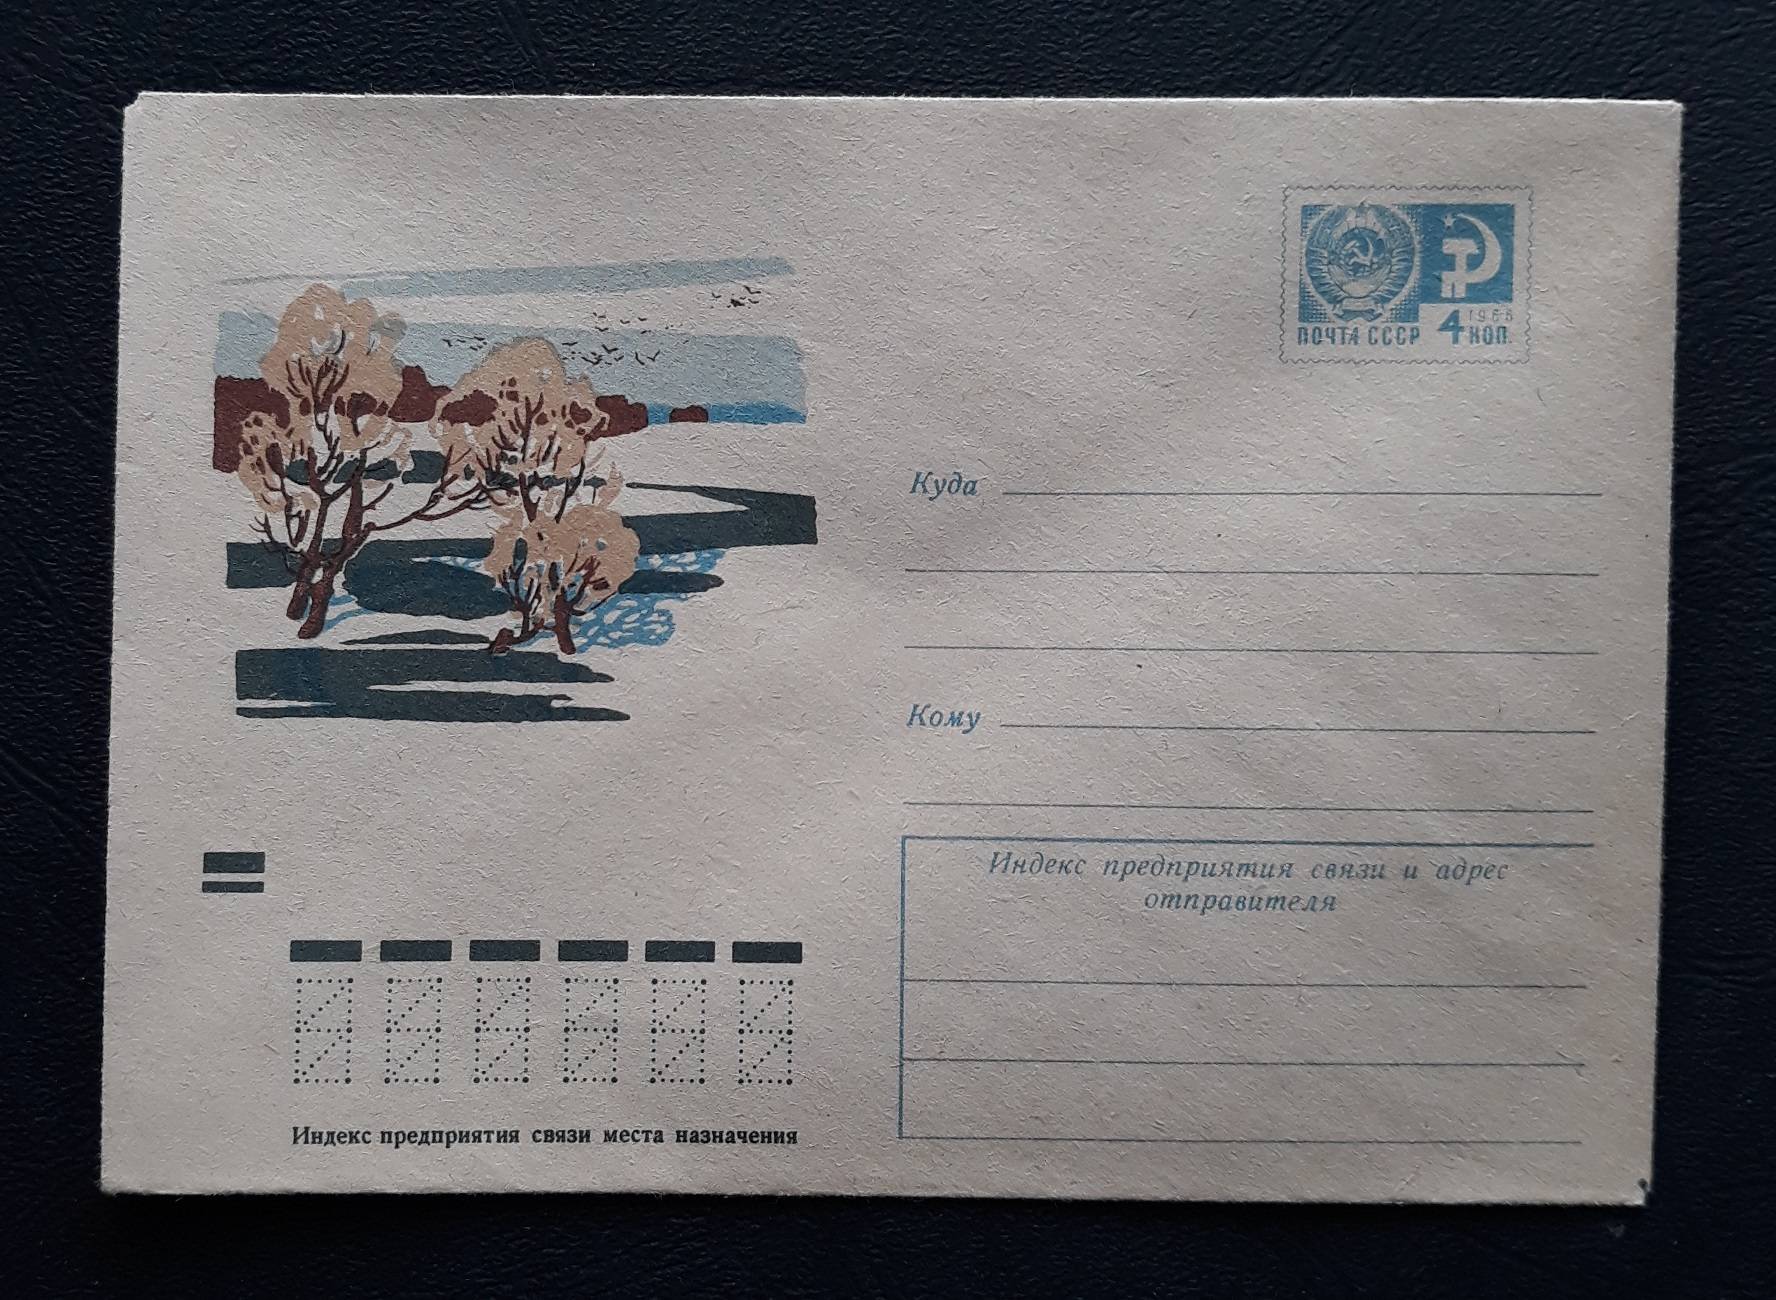 ПОЧТА СССР 4 КОП.
1966
Куда
Кому
Индекс предприятия связи и адрес
отправителя
Индекс предприятия связи места назначения